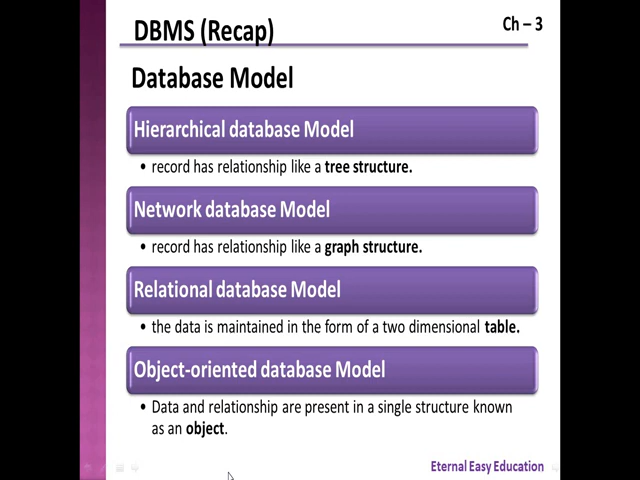 DBMS (Recap)
Ch – 3
Database Model
Hierarchical database Model
• record has relationship like a tree structure.
Network database Model
• record has relationship like a graph structure.
Relational database Model
• the data is maintained in the form of a two dimensional table.
Object-oriented database Model
• Data and relationship are present in a single structure known
as an object.
Eternal Easy Education